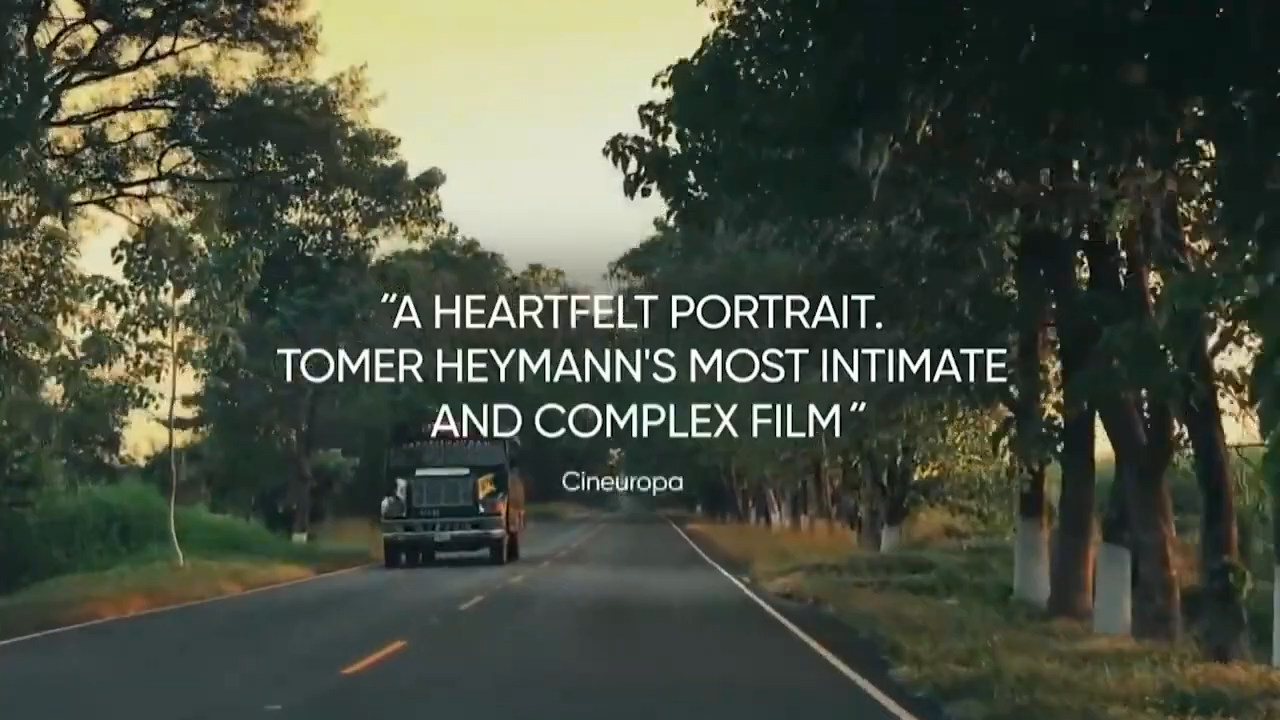 “A HEARTFELT PORTRAIT.
TOMER HEYMANN'S MOST INTIMATE
AND COMPLEX FILM”
Cineuropa